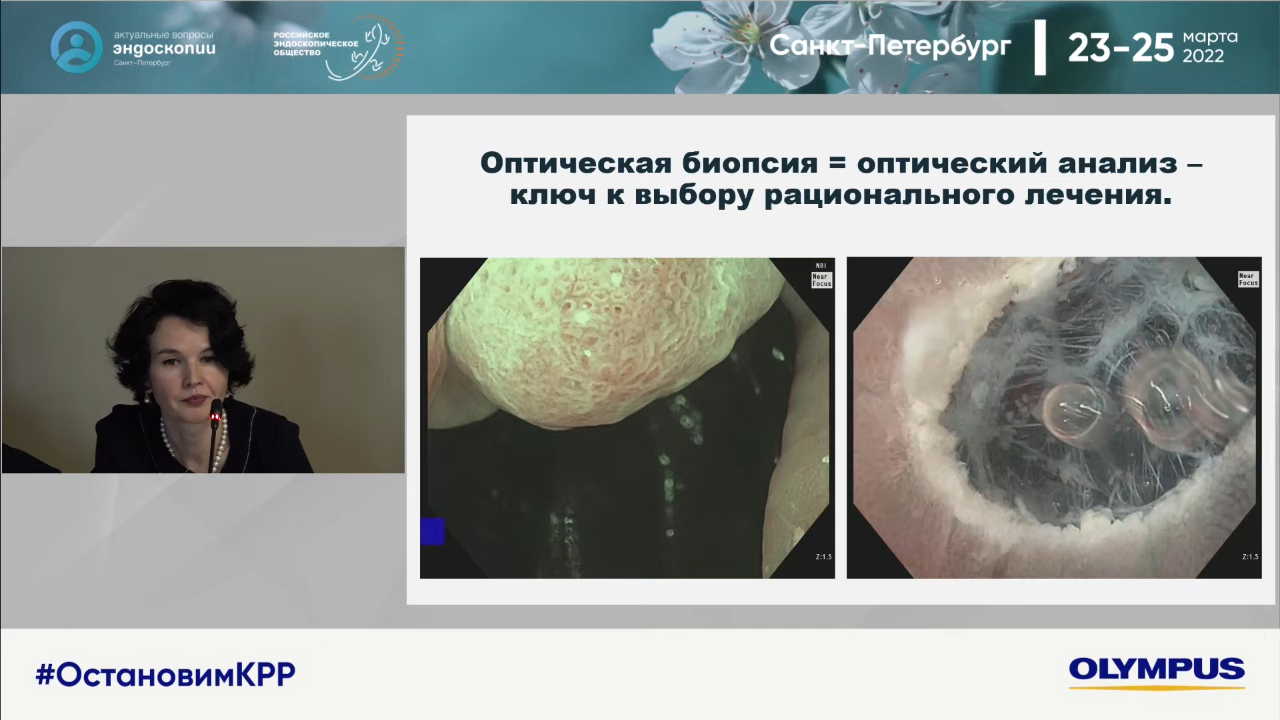 актуальные вопросы
эндоскопии
Санкт-Петербург
РОССИЙСКОЕ
ЭНДОСКОПИЧЕСКОЕ
ОБЩЕСТВО
Санкт-Петербург
23-25
марта
2022
Оптическая биопсия = оптический анализ –
ключ к выбору рационального лечения.
NBI
Near
Focus
Z:1.5
Near
Focus
Z:1.5
#ОстановимКРР
OLYMPUS